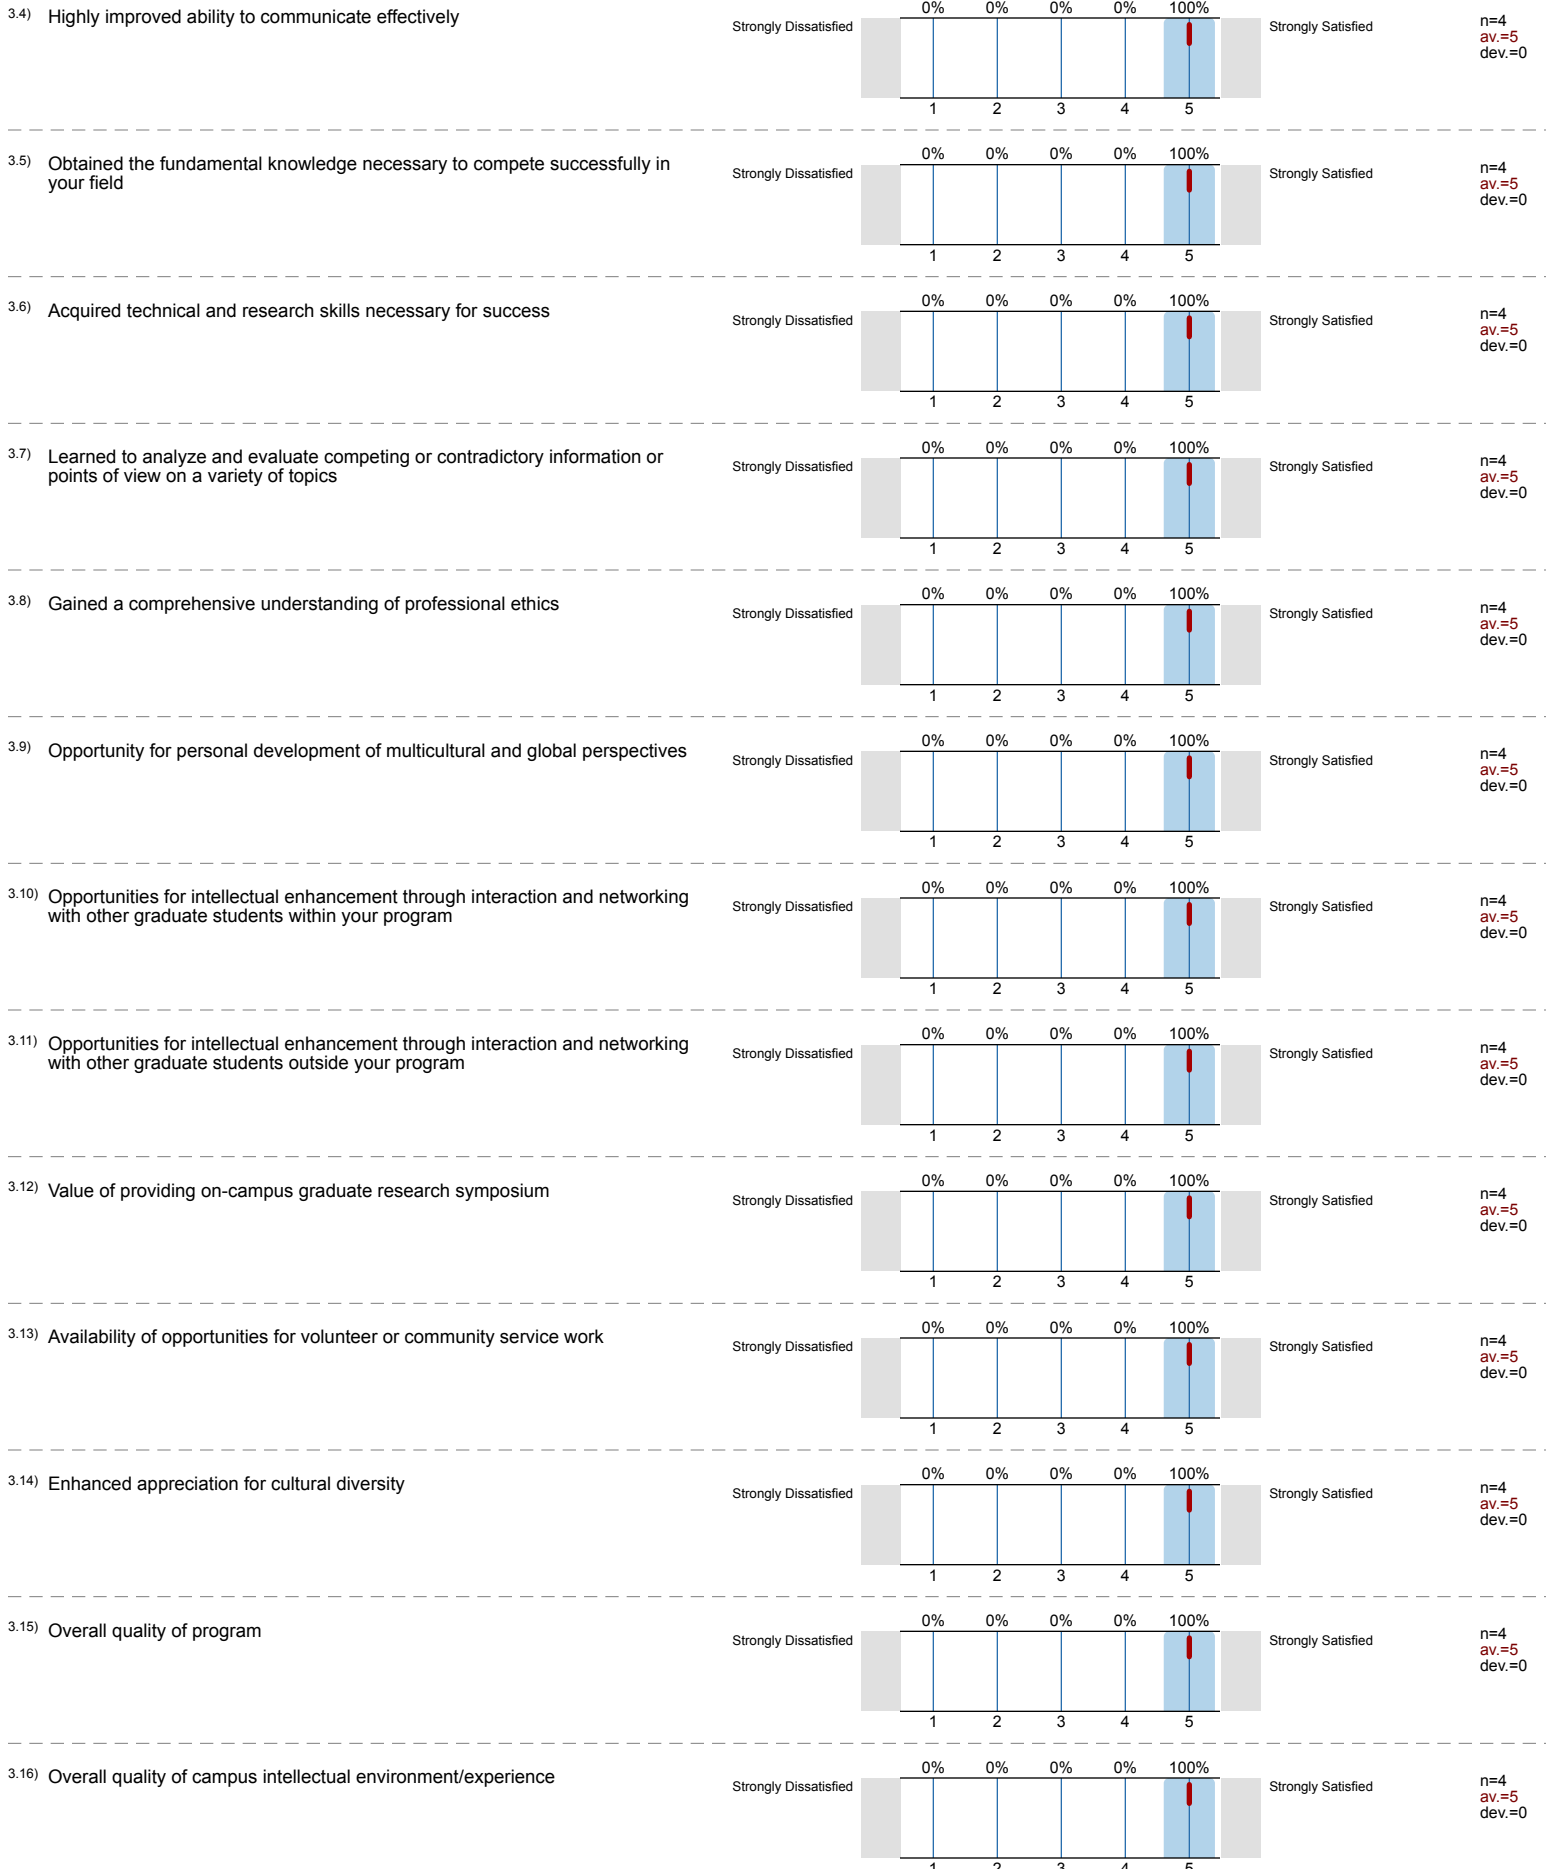 3.4) Highly improved ability to communicate effectively
0% 0% 0% 0% 100%
Strongly Dissatisfied Strongly Satisfied
n=4
av.=5
dev.=0
1 2 3 4 5
3.5) Obtained the fundamental knowledge necessary to compete successfully in
your field
0% 0% 0% 0% 100%
Strongly Dissatisfied Strongly Satisfied
n=4
av.=5
dev.=0
1 2 3 4 5
3.6) Acquired technical and research skills necessary for success
0% 0% 0% 0% 100%
Strongly Dissatisfied Strongly Satisfied
n=4
av.=5
dev.=0
1 2 3 4 5
3.7) Learned to analyze and evaluate competing or contradictory information or
points of view on a variety of topics
0% 0% 0% 0% 100%
Strongly Dissatisfied Strongly Satisfied
n=4
av.=5
dev.=0
1 2 3 4 5
3.8) Gained a comprehensive understanding of professional ethics
0% 0% 0% 0% 100%
Strongly Dissatisfied Strongly Satisfied
n=4
av.=5
dev.=0
1 2 3 4 5
3.9) Opportunity for personal development of multicultural and global perspectives
0% 0% 0% 0% 100%
Strongly Dissatisfied Strongly Satisfied
n=4
av.=5
dev.=0
1 2 3 4 5
3.10) Opportunities for intellectual enhancement through interaction and networking
with other graduate students within your program
0% 0% 0% 0% 100%
Strongly Dissatisfied Strongly Satisfied
n=4
av.=5
dev.=0
1 2 3 4 5
3.11) Opportunities for intellectual enhancement through interaction and networking
with other graduate students outside your program
0% 0% 0% 0% 100%
Strongly Dissatisfied Strongly Satisfied
n=4
av.=5
dev.=0
1 2 3 4 5
3.12) Value of providing on-campus graduate research symposium
0% 0% 0% 0% 100%
Strongly Dissatisfied Strongly Satisfied
n=4
av.=5
dev.=0
1 2 3 4 5
3.13) Availability of opportunities for volunteer or community service work
0% 0% 0% 0% 100%
Strongly Dissatisfied Strongly Satisfied
n=4
av.=5
dev.=0
1 2 3 4 5
3.14) Enhanced appreciation for cultural diversity
0% 0% 0% 0% 100%
Strongly Dissatisfied Strongly Satisfied
n=4
av.=5
dev.=0
1 2 3 4 5
3.15) Overall quality of program
0% 0% 0% 0% 100%
Strongly Dissatisfied Strongly Satisfied
n=4
av.=5
dev.=0
1 2 3 4 5
3.16) Overall quality of campus intellectual environment/experience
0% 0% 0% 0% 100%
Strongly Dissatisfied Strongly Satisfied
n=4
av.=5
dev.=0
1 2 3 4 5